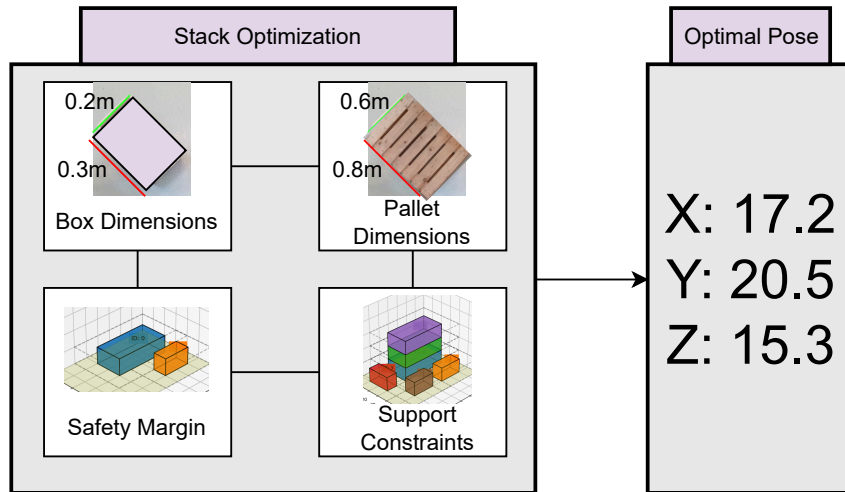 Stack Optimization
Optimal Pose
0.2m
0.3m
Box Dimensions
0.6m
0.8m
Pallet
Dimensions
Safety Margin
Support
Constraints
X: 17.2
Y: 20.5
Z: 15.3